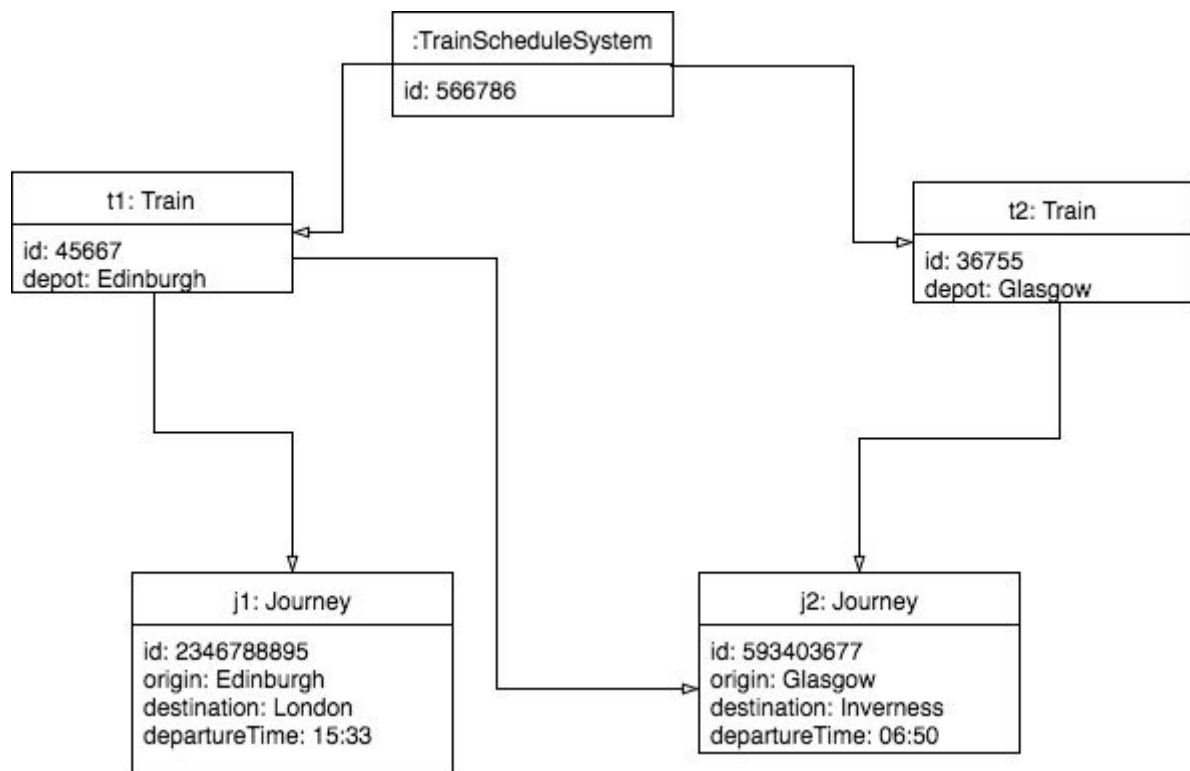 :TrainScheduleSystem
id: 566786
t1: Train
id: 45667
depot: Edinburgh
t2: Train
id: 36755
depot: Glasgow
j1: Journey
id: 2346788895
origin: Edinburgh
destination: London
departureTime: 15:33
j2: Journey
id: 593403677
origin: Glasgow
destination: Inverness
departureTime: 06:50